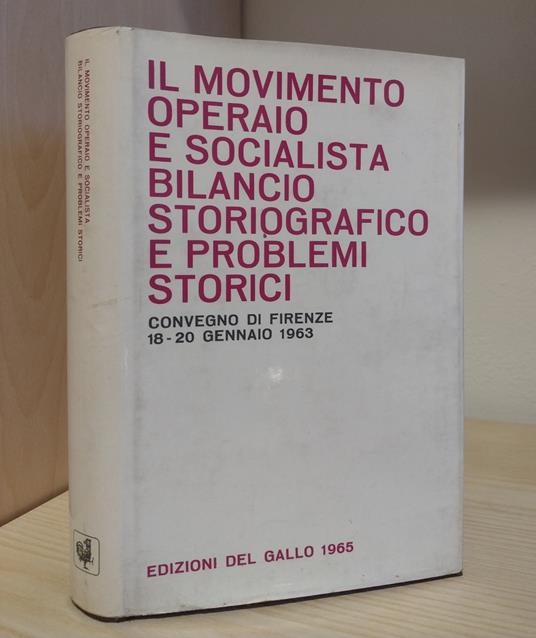 IL MOVIMENTO OPERAIO E SOCIALISTA
BILANCIO STORIOGRAFICO E PROBLEMI STORICI
IL MOVIMENTO
OPERAIO
E SOCIALISTA
BILANCIO
STORIOGRAFICO
E PROBLEMI
STORICI
CONVEGNO DI FIRENZE
18-20 GENNAIO 1963
EDIZIONI DEL GALLO 1965